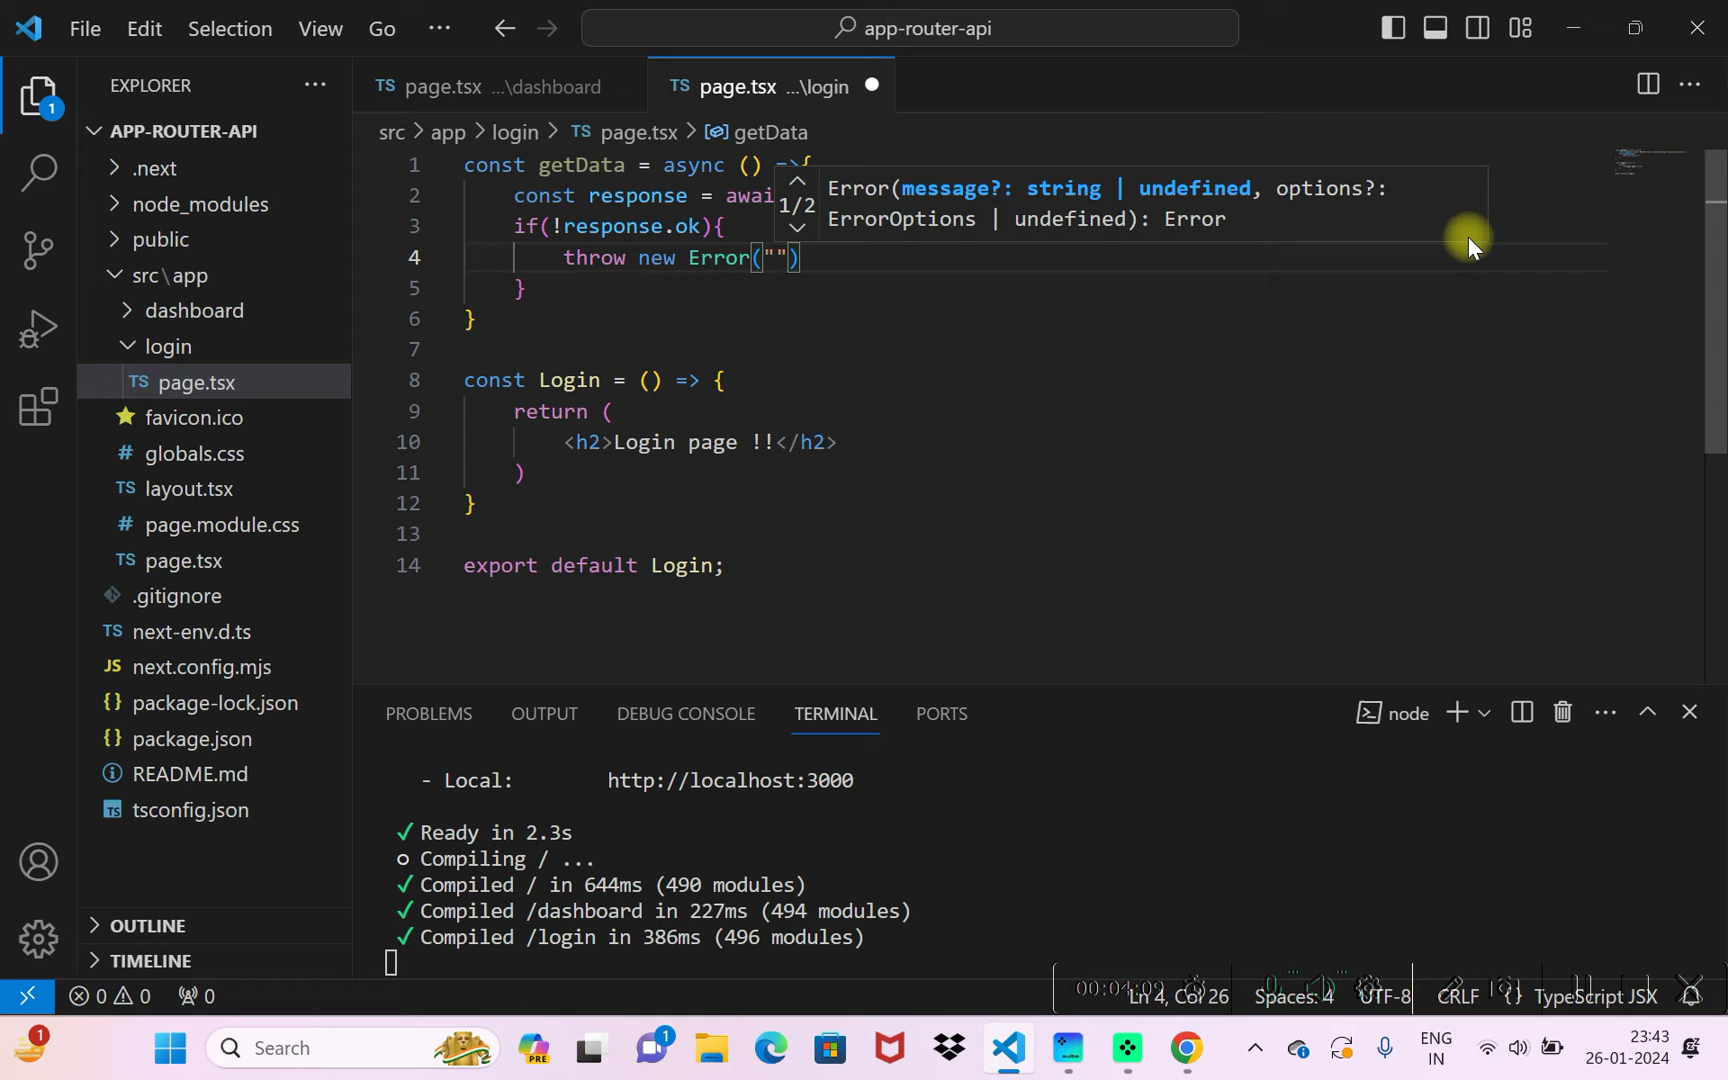 File Edit Selection View Go ··· app-router-api
EXPLORER ···
APP-ROUTER-API
.next
node_modules
public
src\app
dashboard
login
TS page.tsx
favicon.ico
# globals.css
TS layout.tsx
# page.module.css
TS page.tsx
.gitignore
TS next-env.d.ts
JS next.config.mjs
{} package-lock.json
{} package.json
README.md
TS tsconfig.json
OUTLINE
TIMELINE
1
TS page.tsx ...\dashboard TS page.tsx ...\login
src > app > login > TS page.tsx > getData
1 const getData = async () =>{
2 const response = awai
3 if(!response.ok){
4 throw new Error("")
5 }
6 }
7
8 const Login = () => {
9 return (
10 <h2>Login page !!</h2>
11 )
12 }
13
14 export default Login;
1/2
Error(message?: string | undefined, options?:
ErrorOptions | undefined): Error
PROBLEMS OUTPUT DEBUG CONSOLE TERMINAL PORTS node
- Local: http://localhost:3000
✓ Ready in 2.3s
○ Compiling / ...
✓ Compiled / in 644ms (490 modules)
✓ Compiled /dashboard in 227ms (494 modules)
✓ Compiled /login in 386ms (496 modules)
0 0 0 00:04:09 Ln 4, Col 26 Spaces: 4 UTF-8 CRLF {} TypeScript JSX
1 Search PRE 1 ENG
IN
23:43
26-01-2024